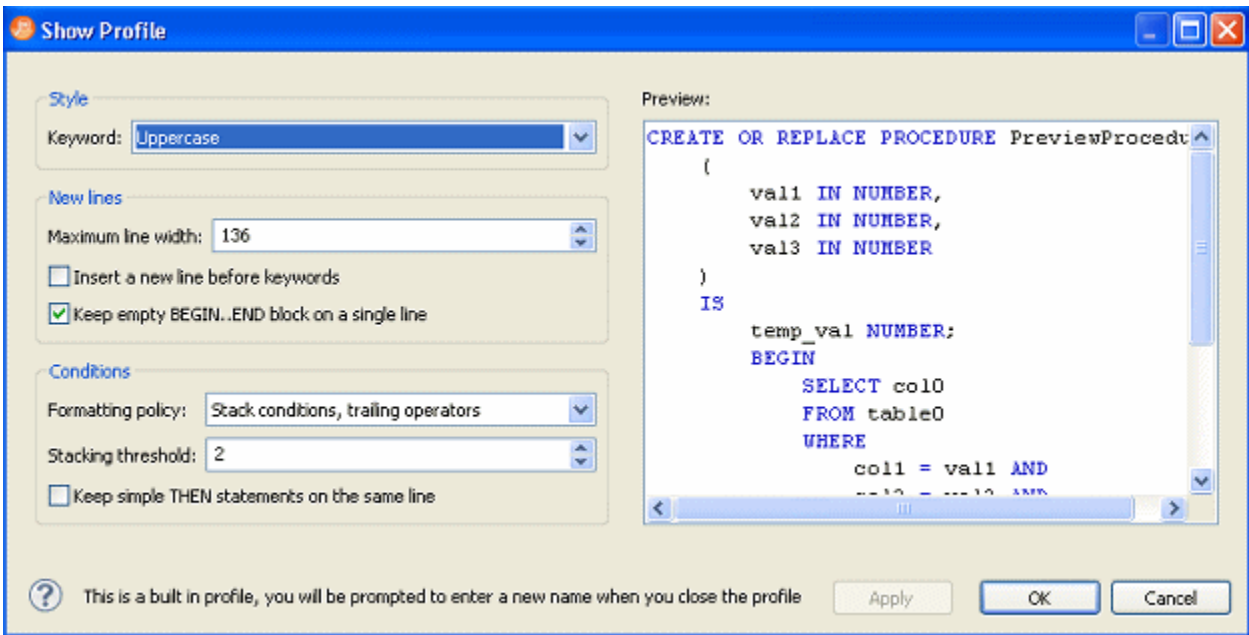 Show Profile
Style
Keyword: Uppercase
New lines
Maximum line width: 136
Insert a new line before keywords
Keep empty BEGIN..END block on a single line
Conditions
Formatting policy: Stack conditions, trailing operators
Stacking threshold: 2
Keep simple THEN statements on the same line
Preview:
CREATE OR REPLACE PROCEDURE PreviewProcedu
(
val1 IN NUMBER,
val2 IN NUMBER,
val3 IN NUMBER
)
IS
temp_val NUMBER;
BEGIN
SELECT col0
FROM table0
WHERE
col1 = val1 AND
This is a built in profile, you will be prompted to enter a new name when you close the profile
Apply
OK
Cancel